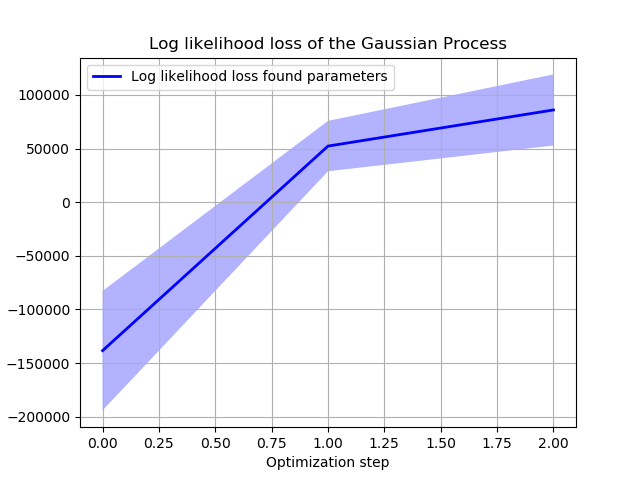 Log likelihood loss of the Gaussian Process
Log likelihood loss found parameters
100000
50000
0
−50000
−100000
−150000
−200000
0.00 0.25 0.50 0.75 1.00 1.25 1.50 1.75 2.00
Optimization step